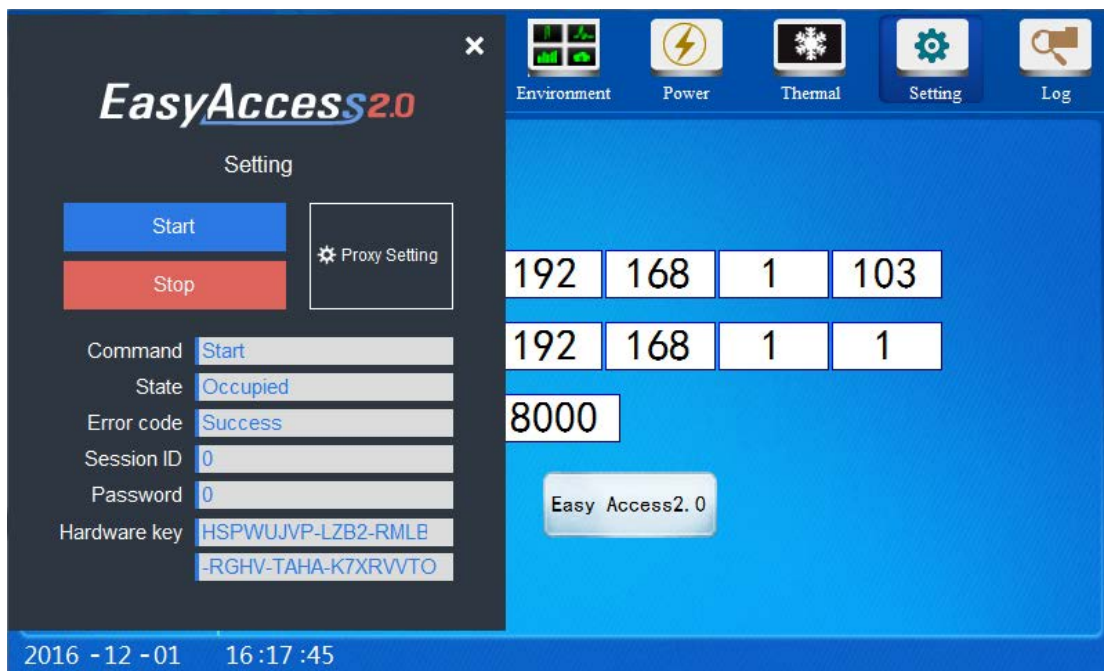 ×
EasyAccess2.0
Setting
Start
Stop
Proxy Setting
Command Start
State Occupied
Error code Success
Session ID 0
Password 0
Hardware key HSPWUJVP-LZB2-RMLB
-RGHV-TAHA-K7XRVVTO
Environment
Power
Thermal
Setting
Log
192 168 1 103
192 168 1 1
8000
Easy Access2.0
2016 -12 -01 16:17 :45